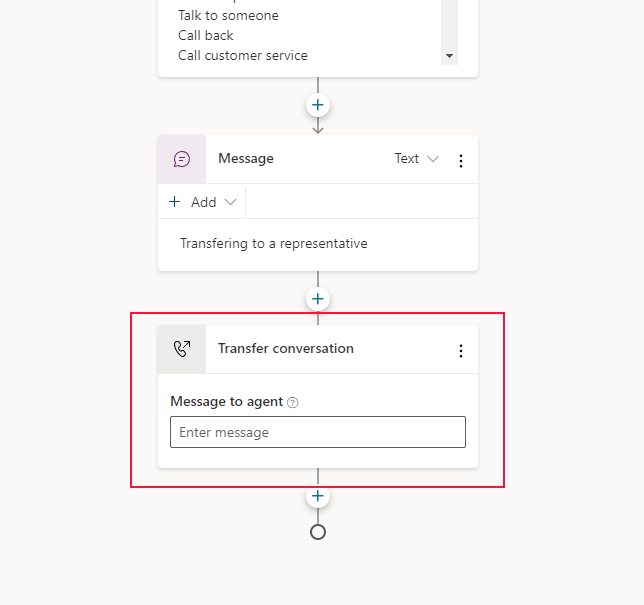 Talk to someone
Call back
Call customer service
Message
Text
Add
Transfering to a representative
Transfer conversation
Message to agent
Enter message